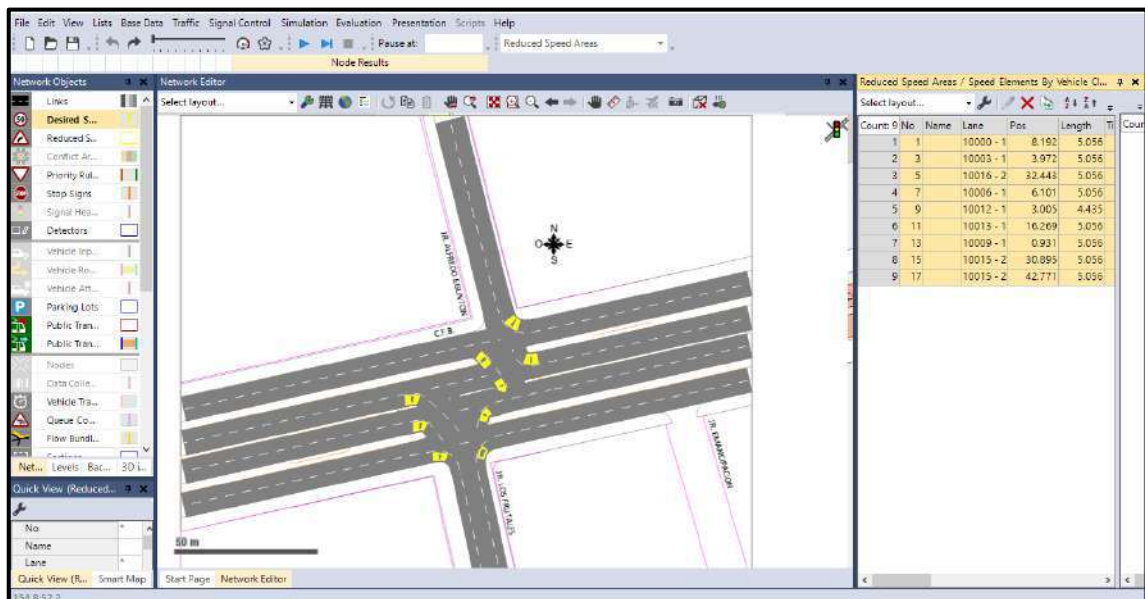 File Edit View Lists Base Data Traffic Signal Control Simulation Evaluation Presentation Scripts Help
Pause at: Reduced Speed Areas
Node Results
Network Objects
Links
Desired S...
Reduced S...
Conflict Ar...
Priority Rul...
Stop Signs
Signal Hea...
Detectors
Vehicle Inp...
Vehicle Ro...
Vehicle Att...
Parking Lots
Public Tran...
Public Tran...
Nodes
Data Colle...
Vehicle Tra...
Queue Co...
Flow Bundl...
Net... Levels Bac... 3D i...
Quick View (Reduced...
No
Name
Lane
Quick View (R... Smart Map
Network Editor
Select layout...
N
O E
S
JR. ALFREDO EGUNTON
JR. LOS FRUTALES
JR. EMANCIPACION
50 m
Start Page Network Editor
Reduced Speed Areas / Speed Elements By Vehicle Cl...
Select layout...
Count: 9 No Name Lane Pos Length Ti
1 1 10000 - 1 8.192 5.056
2 3 10003 - 1 3.972 5.056
3 5 10016 - 2 32.443 5.056
4 7 10006 - 1 6.101 5.056
5 9 10012 - 1 3.005 4.435
6 11 10013 - 1 16.269 5.056
7 13 10009 - 1 0.931 5.056
8 15 10015 - 2 30.895 5.056
9 17 10015 - 2 42.771 5.056
Coun